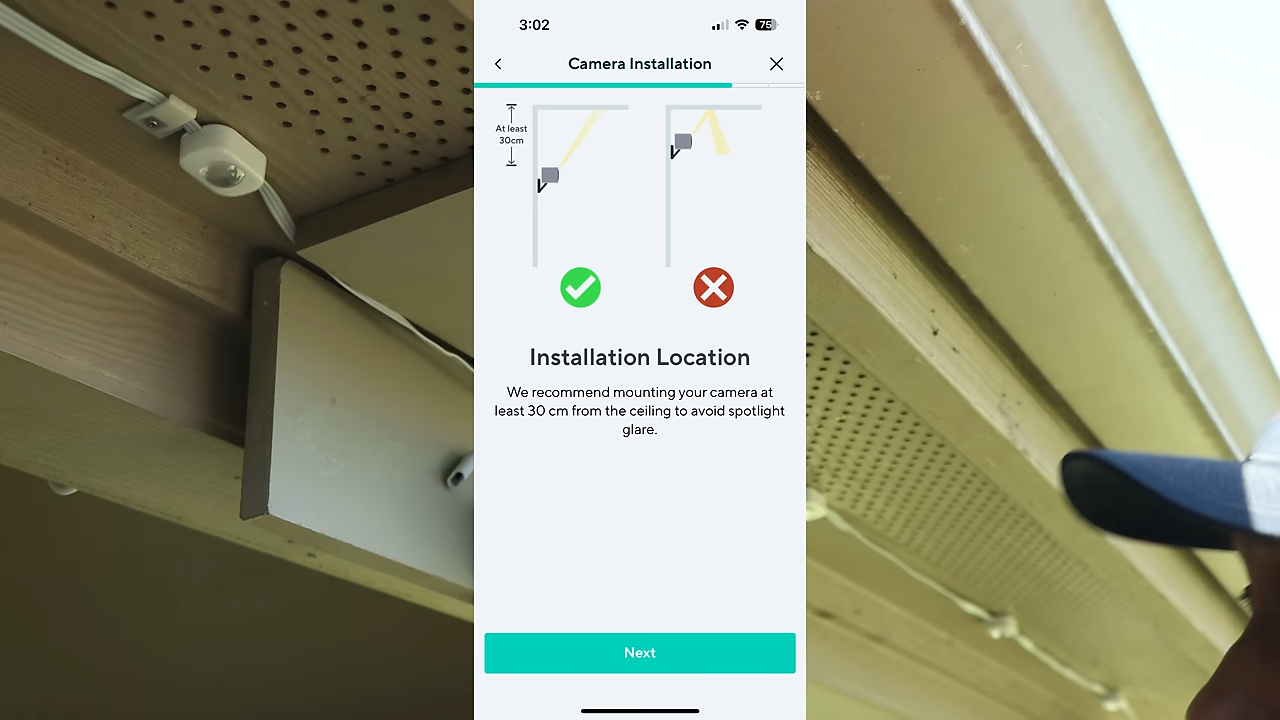 3:02
75
Camera Installation
At least
30cm
Installation Location
We recommend mounting your camera at
least 30 cm from the ceiling to avoid spotlight
glare.
Next